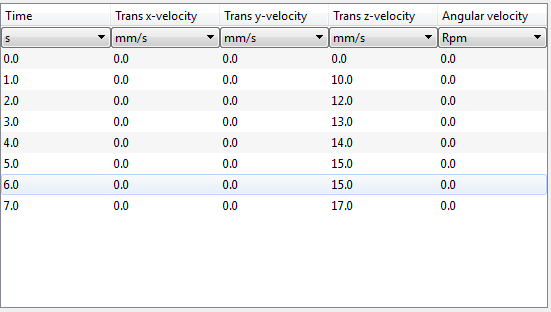 Time Trans x-velocity Trans y-velocity Trans z-velocity Angular velocity
s mm/s mm/s mm/s Rpm
0.0 0.0 0.0 0.0 0.0
1.0 0.0 0.0 10.0 0.0
2.0 0.0 0.0 12.0 0.0
3.0 0.0 0.0 13.0 0.0
4.0 0.0 0.0 14.0 0.0
5.0 0.0 0.0 15.0 0.0
6.0 0.0 0.0 15.0 0.0
7.0 0.0 0.0 17.0 0.0